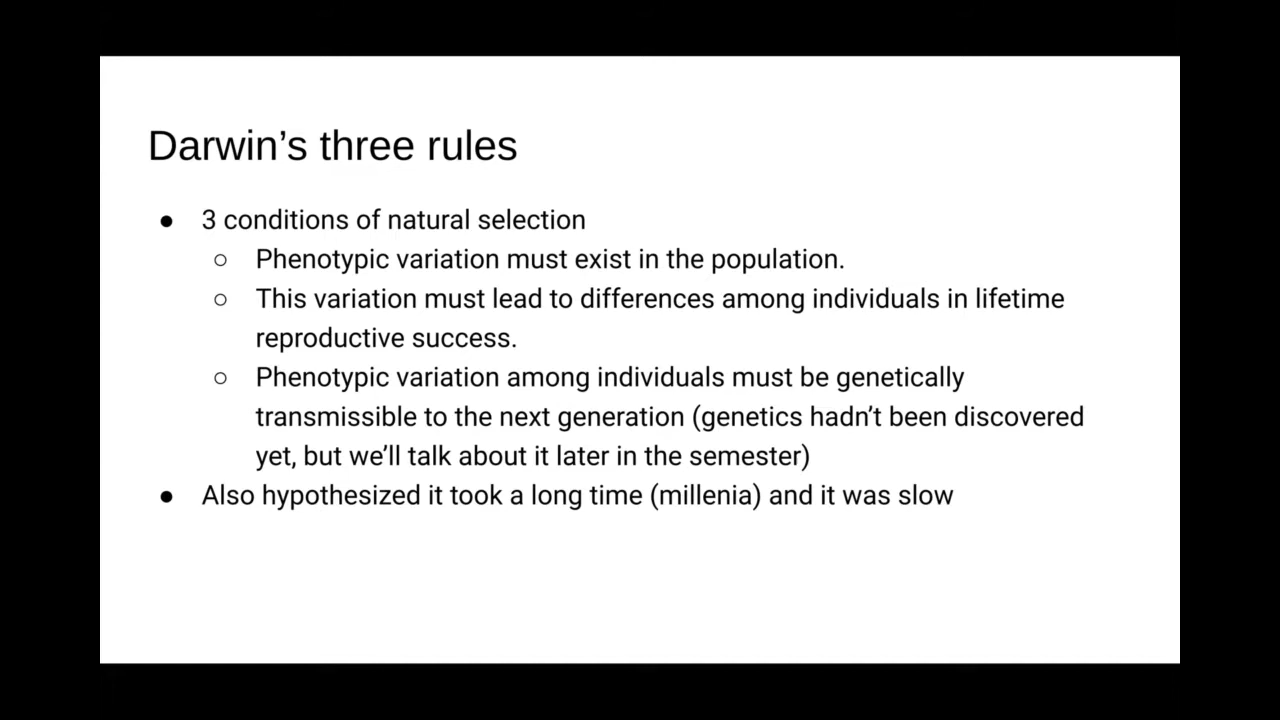 Darwin’s three rules
● 3 conditions of natural selection
○ Phenotypic variation must exist in the population.
○ This variation must lead to differences among individuals in lifetime
reproductive success.
○ Phenotypic variation among individuals must be genetically
transmissible to the next generation (genetics hadn’t been discovered
yet, but we’ll talk about it later in the semester)
● Also hypothesized it took a long time (millenia) and it was slow